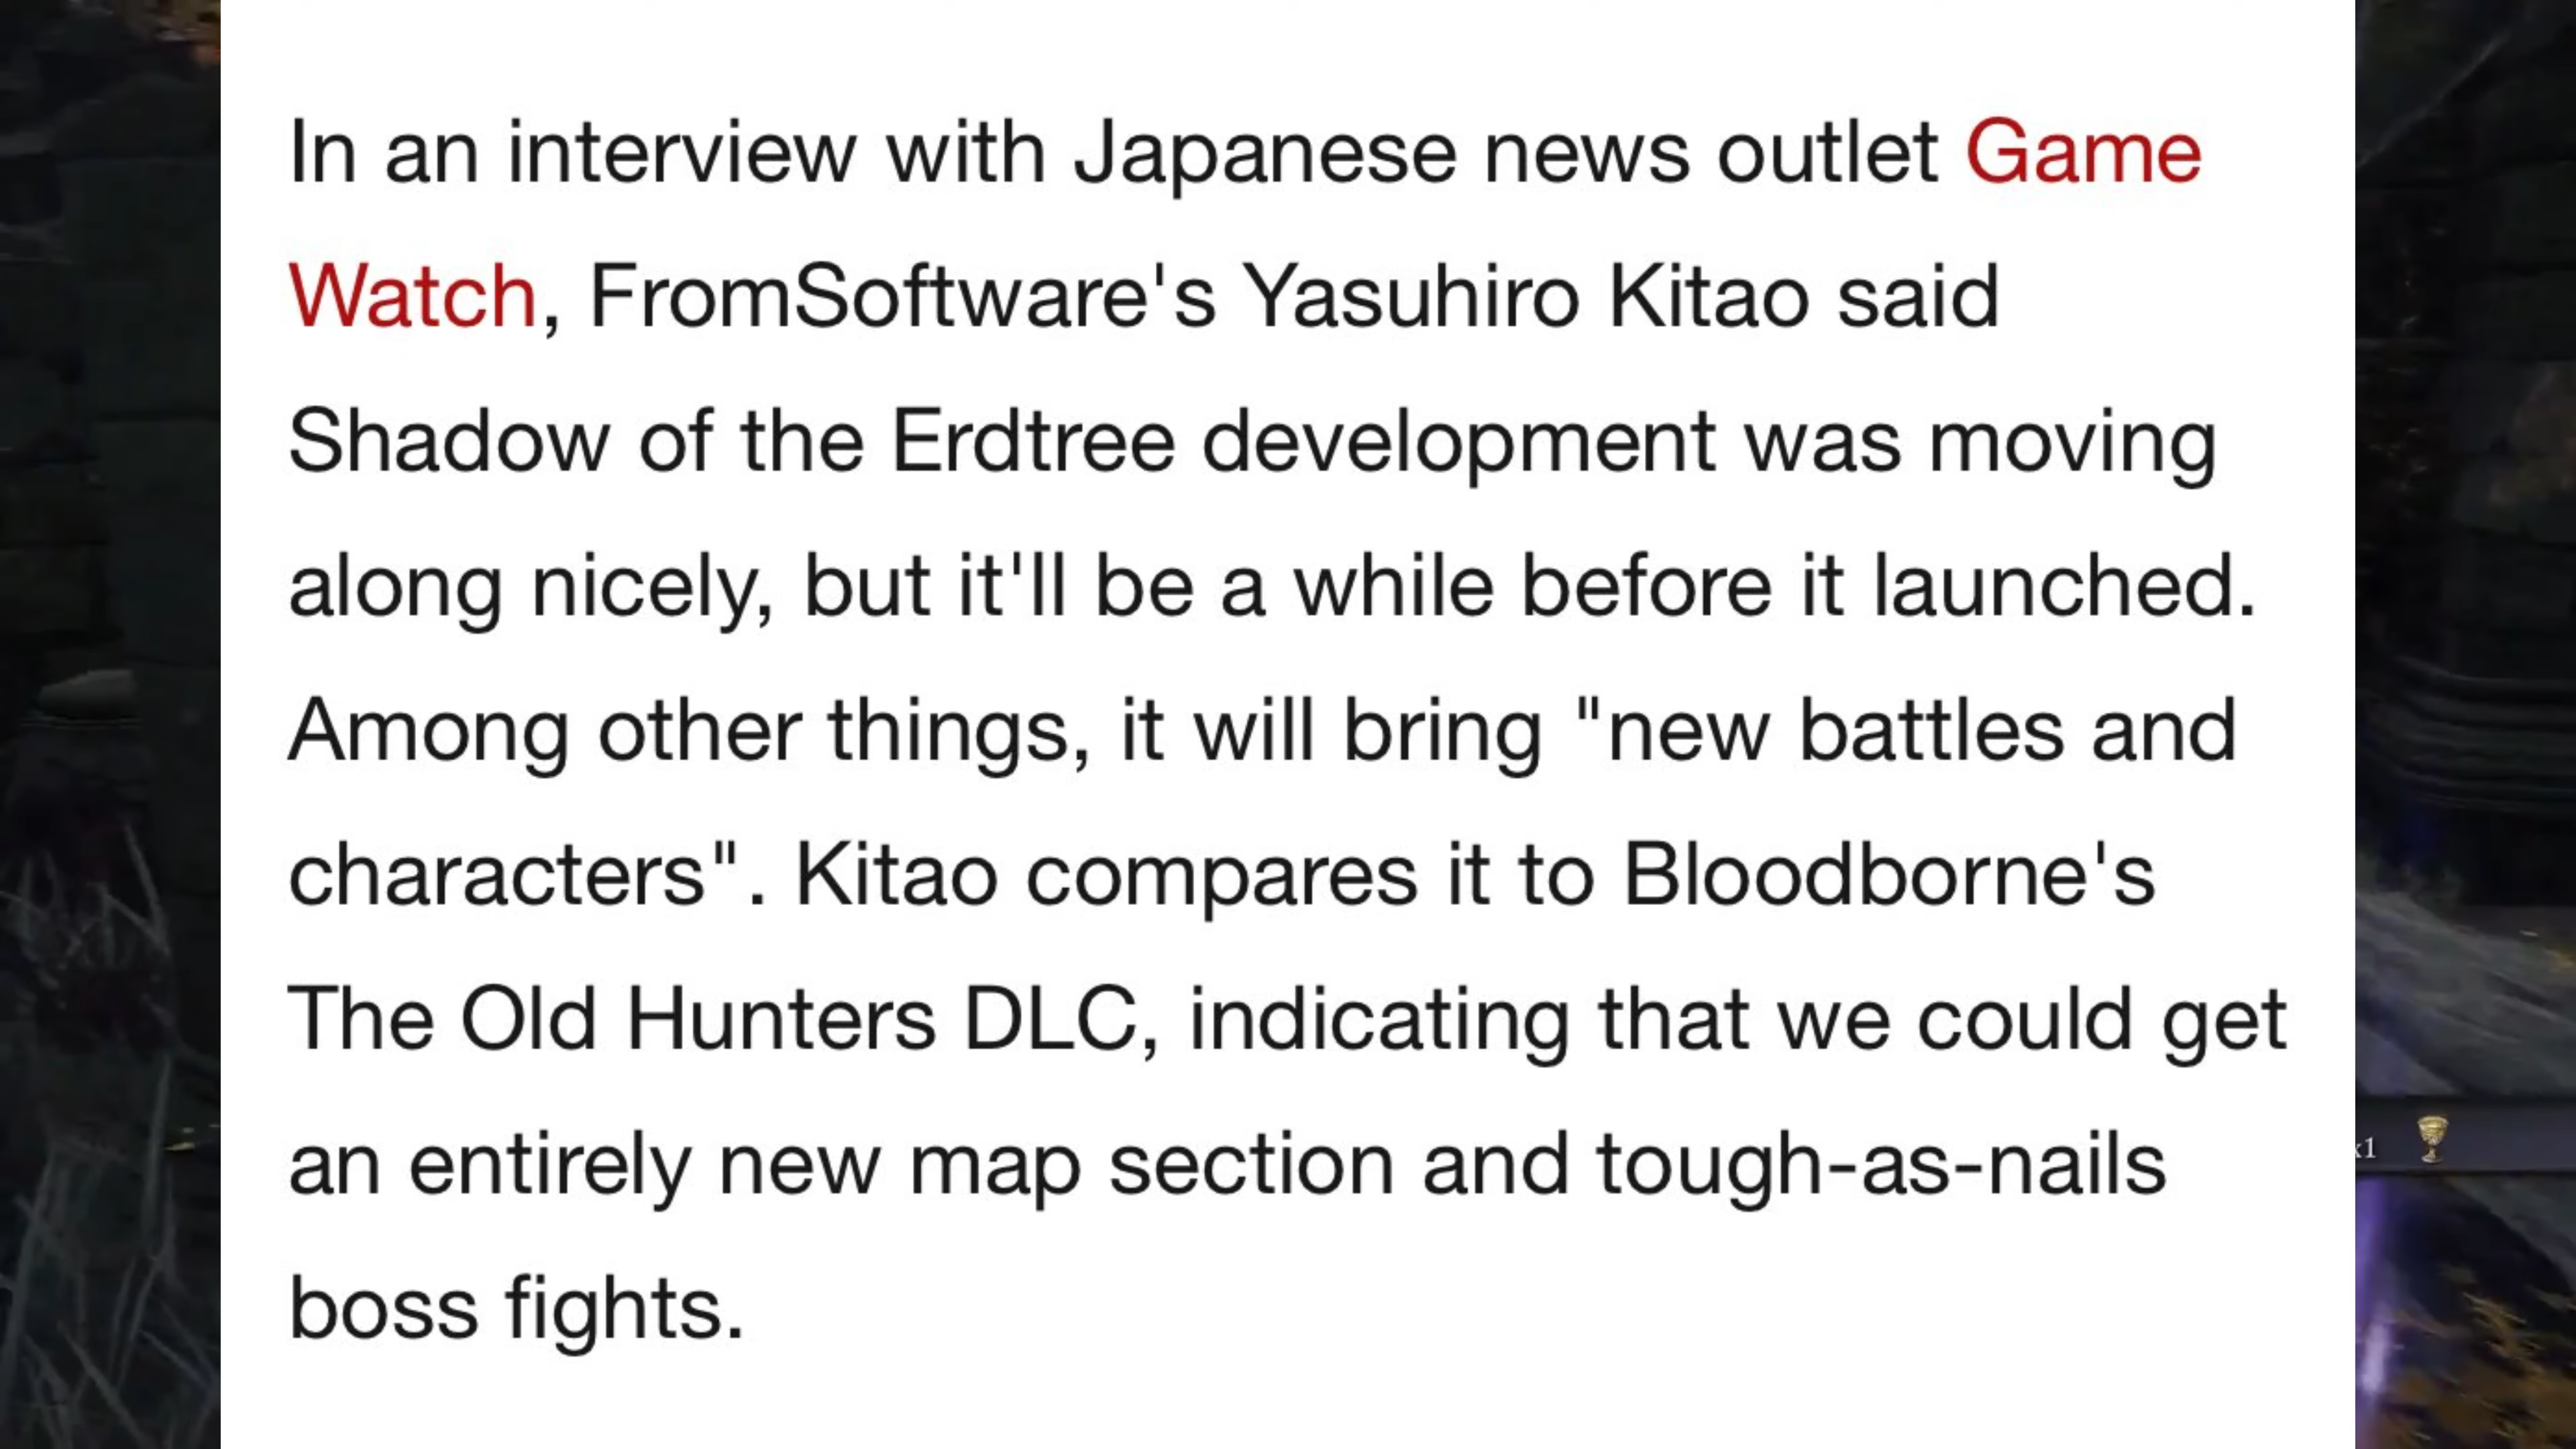 In an interview with Japanese news outlet Game
Watch, FromSoftware's Yasuhiro Kitao said
Shadow of the Erdtree development was moving
along nicely, but it'll be a while before it launched.
Among other things, it will bring "new battles and
characters". Kitao compares it to Bloodborne's
The Old Hunters DLC, indicating that we could get
an entirely new map section and tough-as-nails
x1
boss fights.